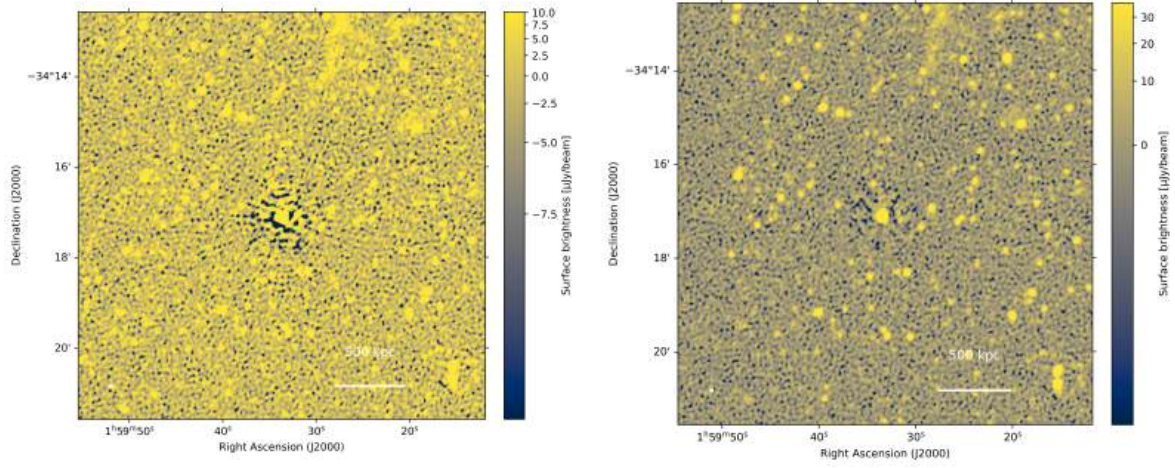 10.0
7.5
5.0
2.5
0.0
−2.5
−5.0
−7.5
Surface brightness [μJy/beam]
−34°14'
16'
18'
20'
Declination (J2000)
500 kpc
1ʰ59ᵐ50ˢ
40ˢ
30ˢ
20ˢ
Right Ascension (J2000)
30
20
10
0
Surface brightness [μJy/beam]
−34°14'
16'
18'
20'
Declination (J2000)
500 kpc
1ʰ59ᵐ50ˢ
40ˢ
30ˢ
20ˢ
Right Ascension (J2000)